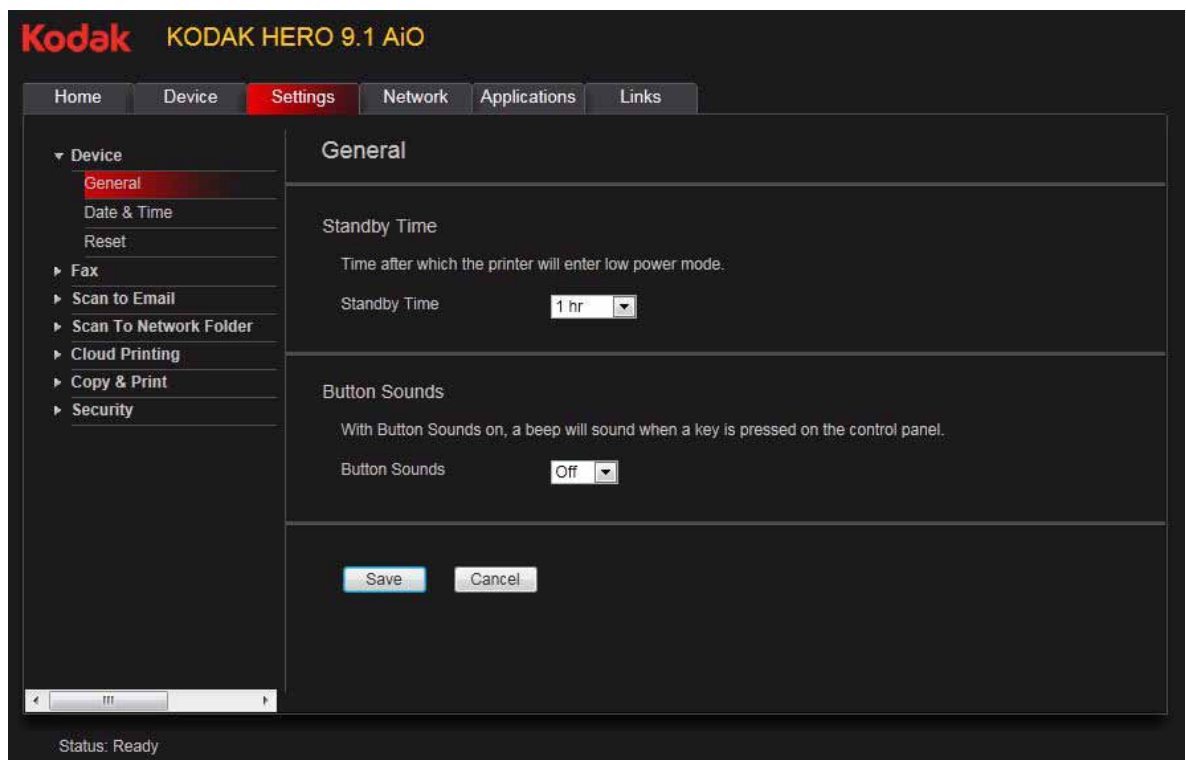 Kodak KODAK HERO 9.1 AiO
Home Device Settings Network Applications Links
Device
General
Date & Time
Reset
Fax
Scan to Email
Scan To Network Folder
Cloud Printing
Copy & Print
Security
General
Standby Time
Time after which the printer will enter low power mode.
Standby Time 1 hr
Button Sounds
With Button Sounds on, a beep will sound when a key is pressed on the control panel.
Button Sounds Off
Save Cancel
Status: Ready